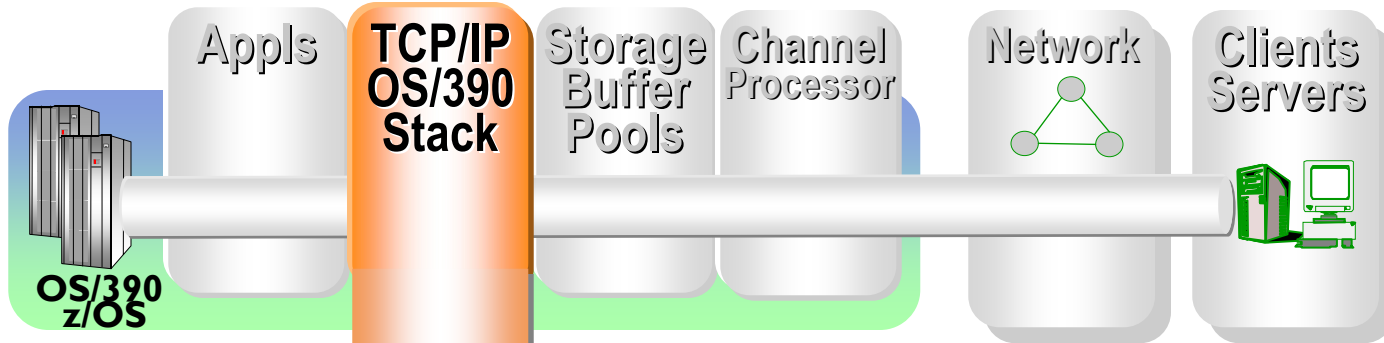 Appls
TCP/IP
OS/390
Stack
Storage
Buffer
Pools
Channel
Processor
Network
Clients
Servers
OS/390
z/OS